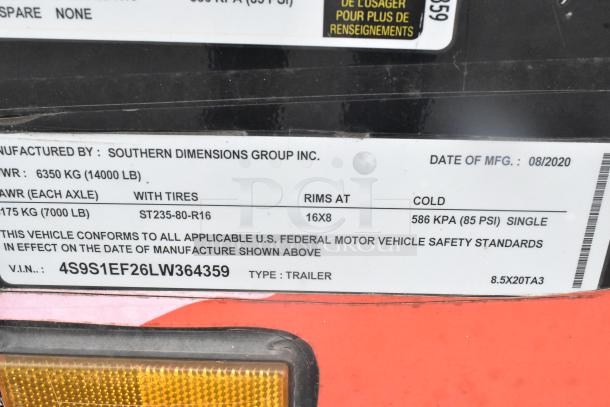 SPARE NONE
DE L'USAGER
POUR PLUS DE
RENSEIGNEMENTS
359
NUFACTURED BY : SOUTHERN DIMENSIONS GROUP INC.
DATE OF MFG. : 08/2020
WR : 6350 KG (14000 LB)
AWR (EACH AXLE) WITH TIRES RIMS AT COLD
175 KG (7000 LB) ST235-80-R16 16X8 586 KPA (85 PSI) SINGLE
THIS VEHICLE CONFORMS TO ALL APPLICABLE U.S. FEDERAL MOTOR VEHICLE SAFETY STANDARDS
IN EFFECT ON THE DATE OF MANUFACTURE SHOWN ABOVE
V.I.N.. : 4S9S1EF26LW364359 TYPE : TRAILER 8.5X20TA3
PCI
GROUP